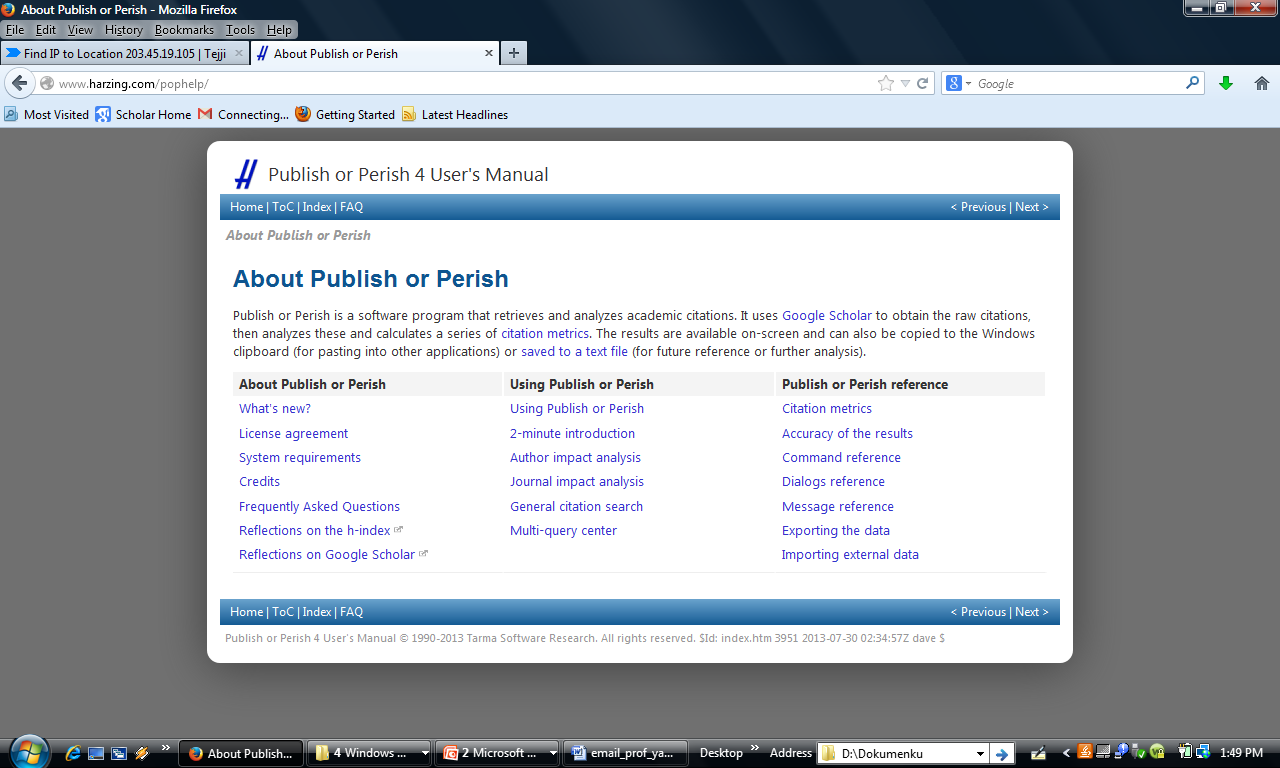 About Publish or Perish - Mozilla Firefox
File Edit View History Bookmarks Tools Help
Find IP to Location 203.45.19.105 | Tejji × About Publish or Perish × +
www.harzing.com/pophelp/ Google
Most Visited Scholar Home Connecting... Getting Started Latest Headlines
Publish or Perish 4 User's Manual
Home | ToC | Index | FAQ < Previous | Next >
About Publish or Perish
About Publish or Perish
Publish or Perish is a software program that retrieves and analyzes academic citations. It uses Google Scholar to obtain the raw citations,
then analyzes these and calculates a series of citation metrics. The results are available on-screen and can also be copied to the Windows
clipboard (for pasting into other applications) or saved to a text file (for future reference or further analysis).
About Publish or Perish Using Publish or Perish Publish or Perish reference
What's new? Using Publish or Perish Citation metrics
License agreement 2-minute introduction Accuracy of the results
System requirements Author impact analysis Command reference
Credits Journal impact analysis Dialogs reference
Frequently Asked Questions General citation search Message reference
Reflections on the h-index Multi-query center Exporting the data
Reflections on Google Scholar Importing external data
Home | ToC | Index | FAQ < Previous | Next >
Publish or Perish 4 User's Manual © 1990-2013 Tarma Software Research. All rights reserved. $Id: index.htm 3951 2013-07-30 02:34:57Z dave $
» About Publish... 4 Windows ... 2 Microsoft ... email_prof_ya... Desktop » Address D:\Dokumenku 1:49 PM